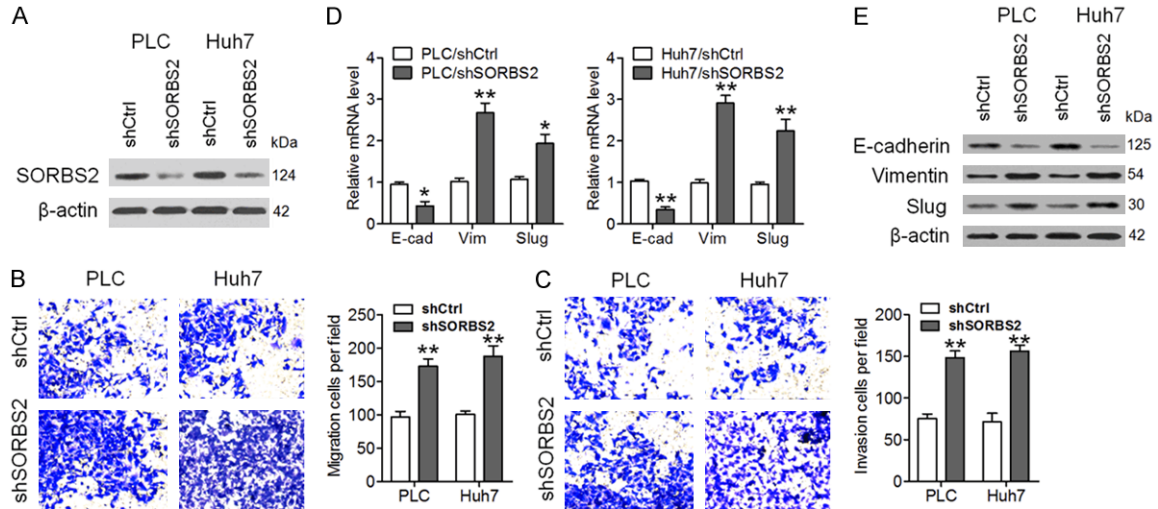 A
PLC Huh7
shCtrl shSORBS2 shCtrl shSORBS2
kDa
SORBS2 124
β-actin 42
D
Relative mRNA level
4
3
2
1
0
PLC/shCtrl
PLC/shSORBS2
* ** *
E-cad Vim Slug
Relative mRNA level
4
3
2
1
0
Huh7/shCtrl
Huh7/shSORBS2
** ** **
E-cad Vim Slug
E
PLC Huh7
shCtrl shSORBS2 shCtrl shSORBS2
kDa
E-cadherin 125
Vimentin 54
Slug 30
β-actin 42
B
PLC Huh7
shCtrl
shSORBS2
Migration cells per field
250
200
150
100
50
0
shCtrl
shSORBS2
** **
PLC Huh7
C
PLC Huh7
shCtrl
shSORBS2
Invasion cells per field
200
150
100
50
0
shCtrl
shSORBS2
** **
PLC Huh7